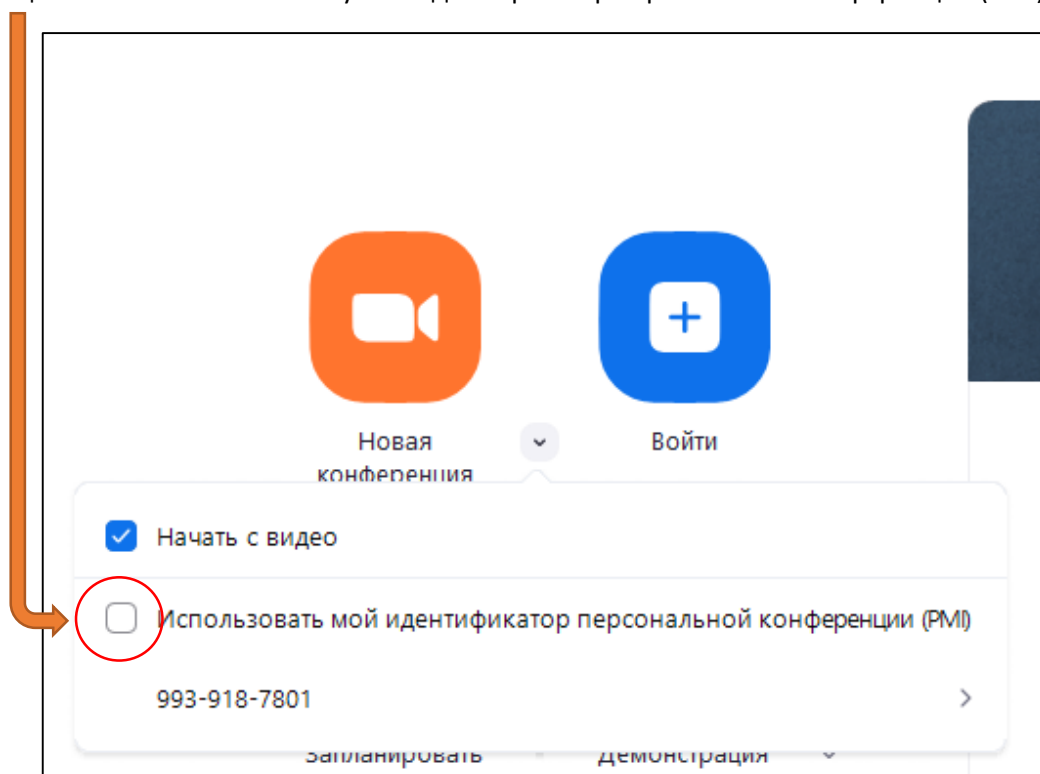 Новая
конференция
Войти
Начать с видео
Использовать мой идентификатор персональной конференции (PMI)
993-918-7801
Запланировать
Демонстрация